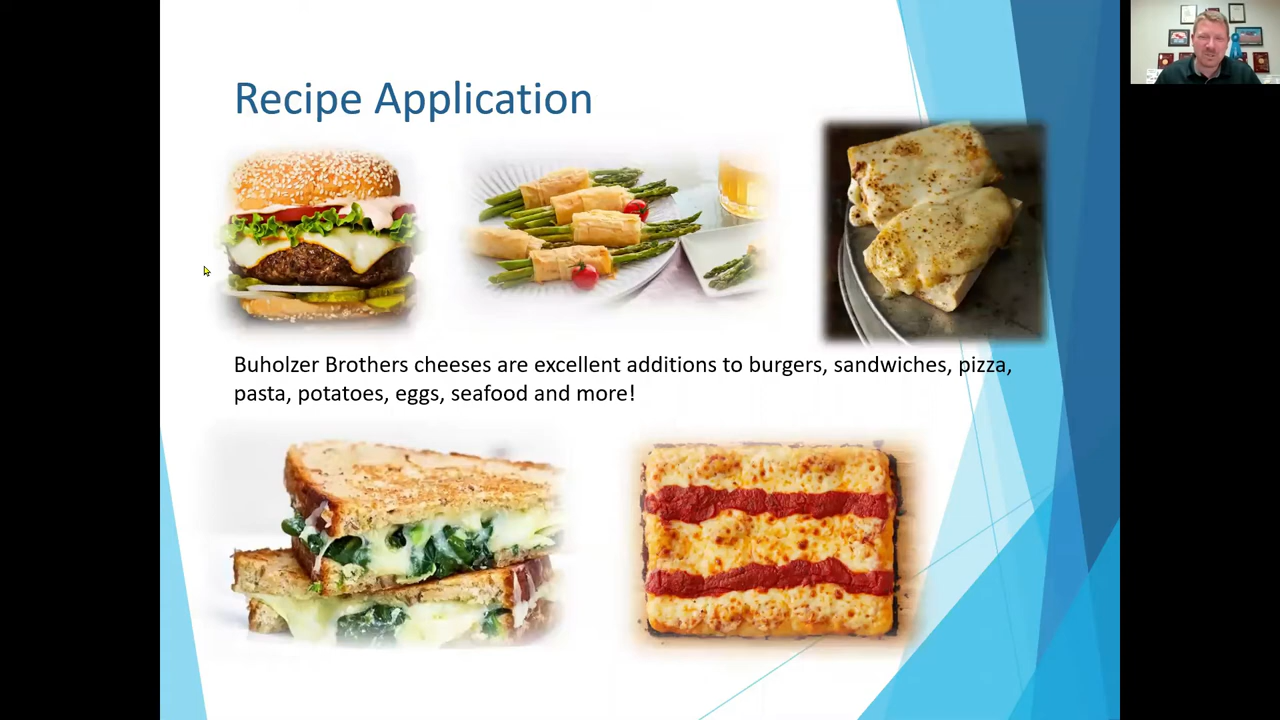 Recipe Application
Buholzer Brothers cheeses are excellent additions to burgers, sandwiches, pizza,
pasta, potatoes, eggs, seafood and more!